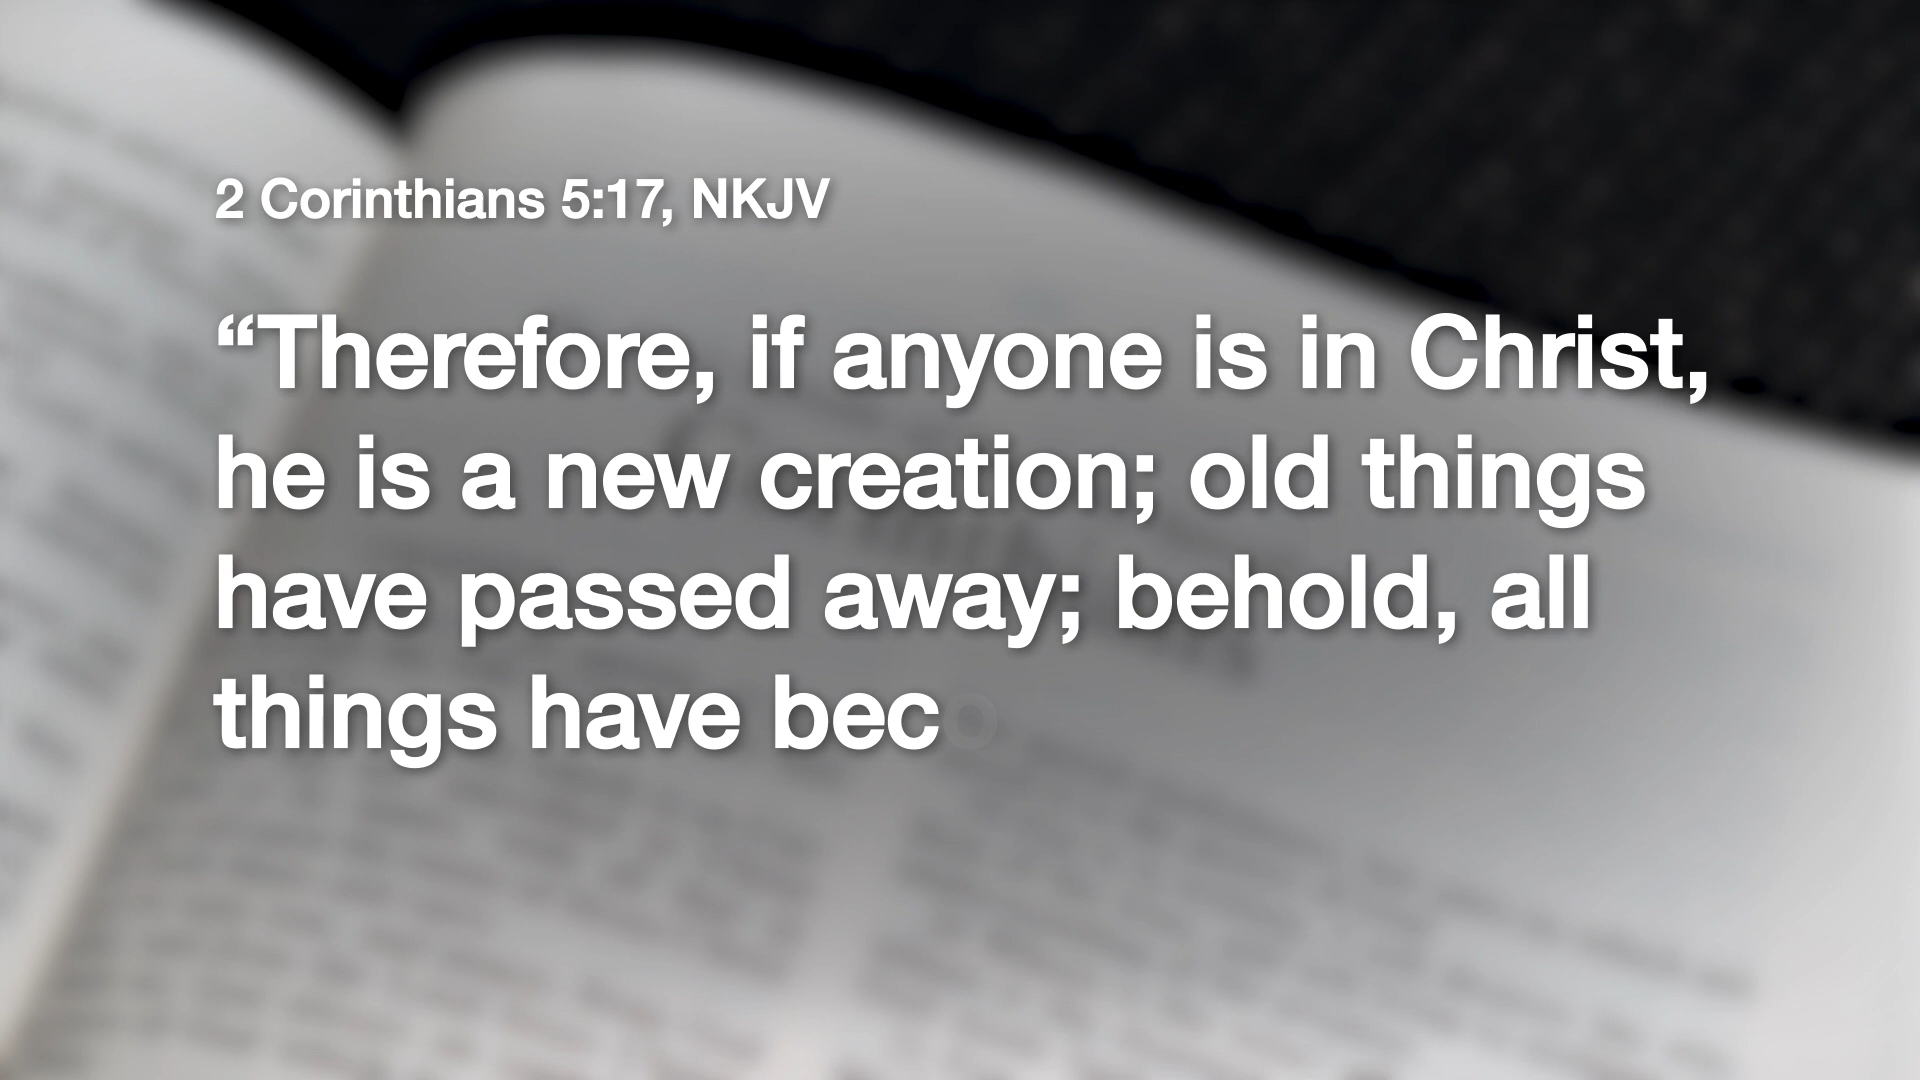 2 Corinthians 5:17, NKJV
“Therefore, if anyone is in Christ,
he is a new creation; old things
have passed away; behold, all
things have beco